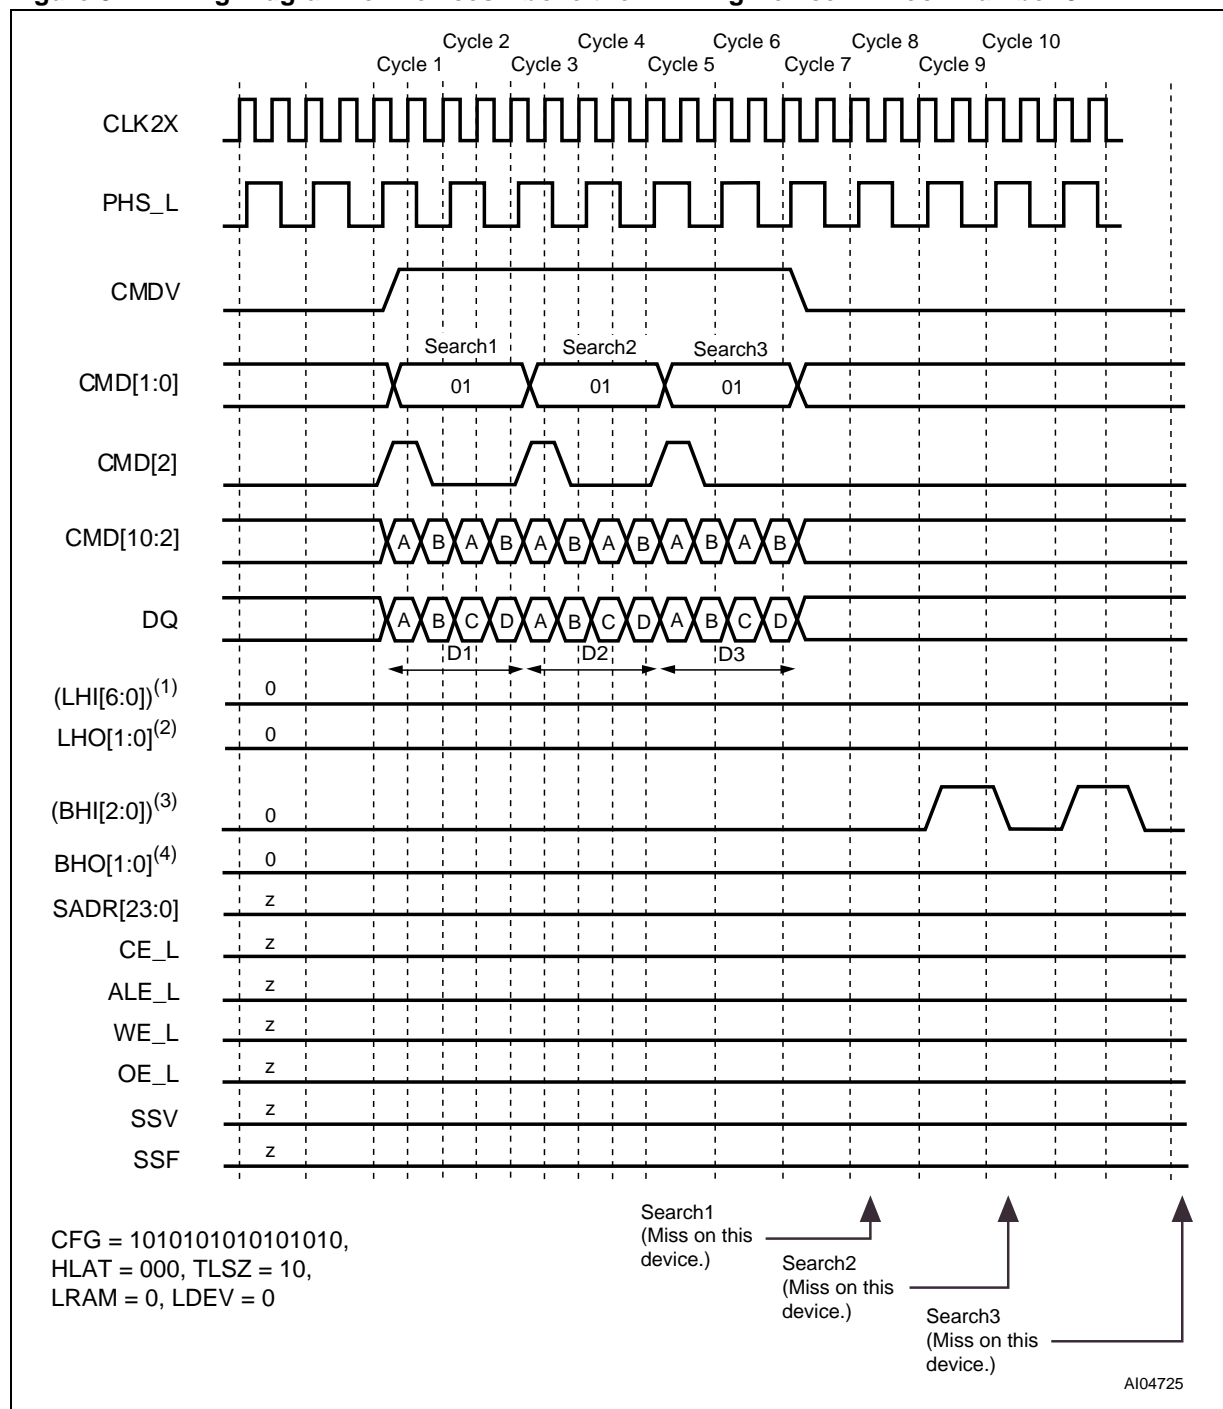 Cycle 2 Cycle 4 Cycle 6 Cycle 8 Cycle 10
Cycle 1 Cycle 3 Cycle 5 Cycle 7 Cycle 9
CLK2X
PHS_L
CMDV
Search1 Search2 Search3
CMD[1:0] 01 01 01
CMD[2]
CMD[10:2] A B A B A B A B A B A B
DQ A B C D A B C D A B C D
D1 D2 D3
(LHI[6:0])(1) 0
LHO[1:0](2) 0
(BHI[2:0])(3) 0
BHO[1:0](4) 0
SADR[23:0] z
CE_L z
ALE_L z
WE_L z
OE_L z
SSV z
SSF z
Search1
(Miss on this
device.)
Search2
(Miss on this
device.)
Search3
(Miss on this
device.)
CFG = 1010101010101010,
HLAT = 000, TLSZ = 10,
LRAM = 0, LDEV = 0
AI04725